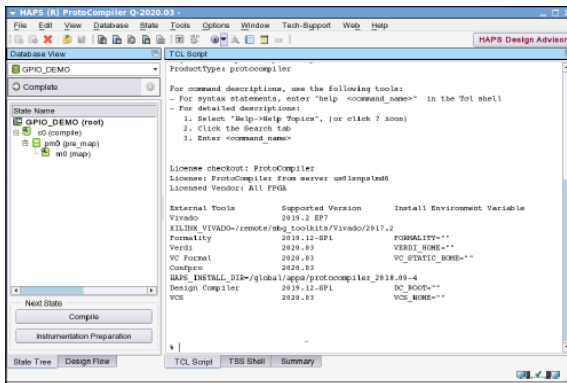 HAPS (R) ProtoCompiler Q-2020.03 -
File Edit View Database State Tools Options Window Tech-Support Web Help
HAPS Design Advisor
Database View
TCL Script
GPIO_DEMO
Complete
State Name
GPIO_DEMO (root)
c0 (compile)
pm0 (pre_map)
m0 (map)
Next State
Compile
Instrumentation Preparation
State Tree Design Flow
ProductType: protocompiler
For command descriptions, use the following tools:
- For syntax statements, enter "help <command_name>" in the Tcl shell
- For detailed descriptions:
1. Select "Help->Help Topics", (or click ? icon)
2. Click the Search tab
3. Enter <command_name>
License checkout: ProtoCompiler
License: ProtoCompiler from server us01snpslmd6
Licensed Vendor: All FPGA
External Tools Supported Version Install Environment Variable
Vivado 2019.2 EP7
XILINX_VIVADO=/remote/sbg_toolkits/Vivado/2017.2
Formality 2019.12-SP1 FORMALITY=""
Verdi 2020.03 VERDI_HOME=""
VC Formal 2020.03 VC_STATIC_HOME=""
Confpro 2020.03
HAPS_INSTALL_DIR=/global/apps/protocompiler_2018.09-4
Design Compiler 2019.12-SP1 DC_ROOT=""
VCS 2020.03 VCS_HOME=""
%
TCL Script TSS Shell Summary